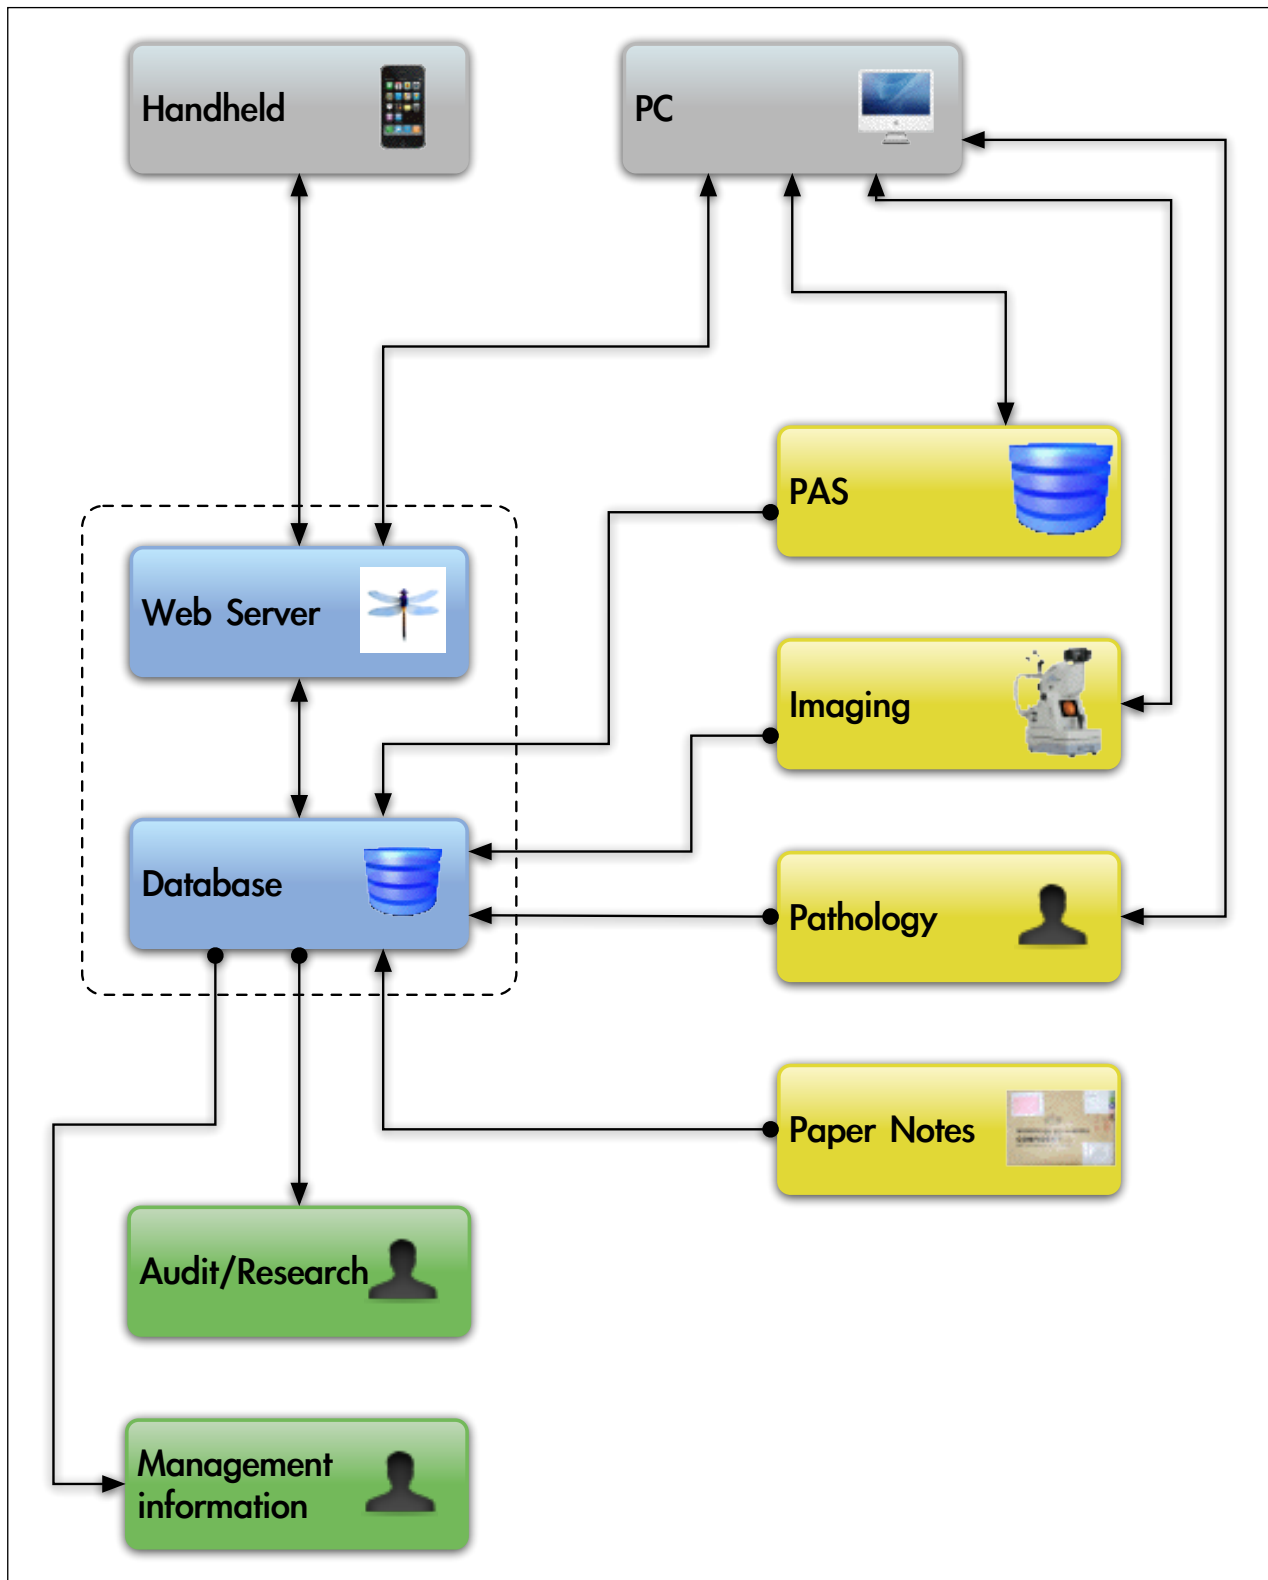 Handheld
PC
PAS
Web Server
Imaging
Database
Pathology
Paper Notes
Audit/Research
Management
information